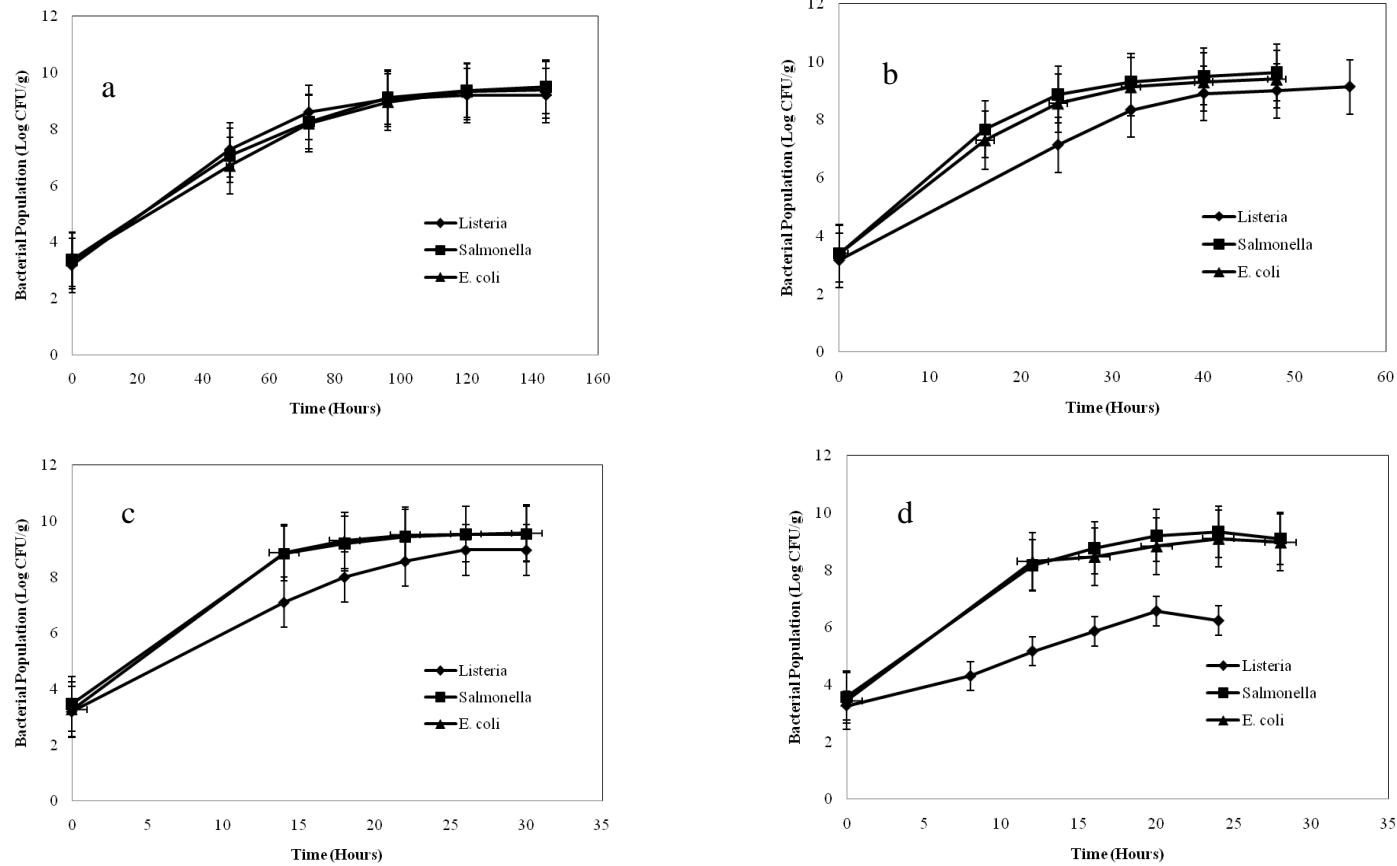 12
10
8
6
4
2
0
Bacterial Population (Log CFU/g)
a
Listeria
Salmonella
E. coli
0 20 40 60 80 100 120 140 160
Time (Hours)
12
10
8
6
4
2
0
Bacterial Population (Log CFU/g)
b
Listeria
Salmonella
E. coli
0 10 20 30 40 50 60
Time (Hours)
12
10
8
6
4
2
0
Bacterial Population (Log CFU/g)
c
Listeria
Salmonella
E. coli
0 5 10 15 20 25 30 35
Time (Hours)
12
10
8
6
4
2
0
Bacterial Population (Log CFU/g)
d
Listeria
Salmonella
E. coli
0 5 10 15 20 25 30 35
Time (Hours)